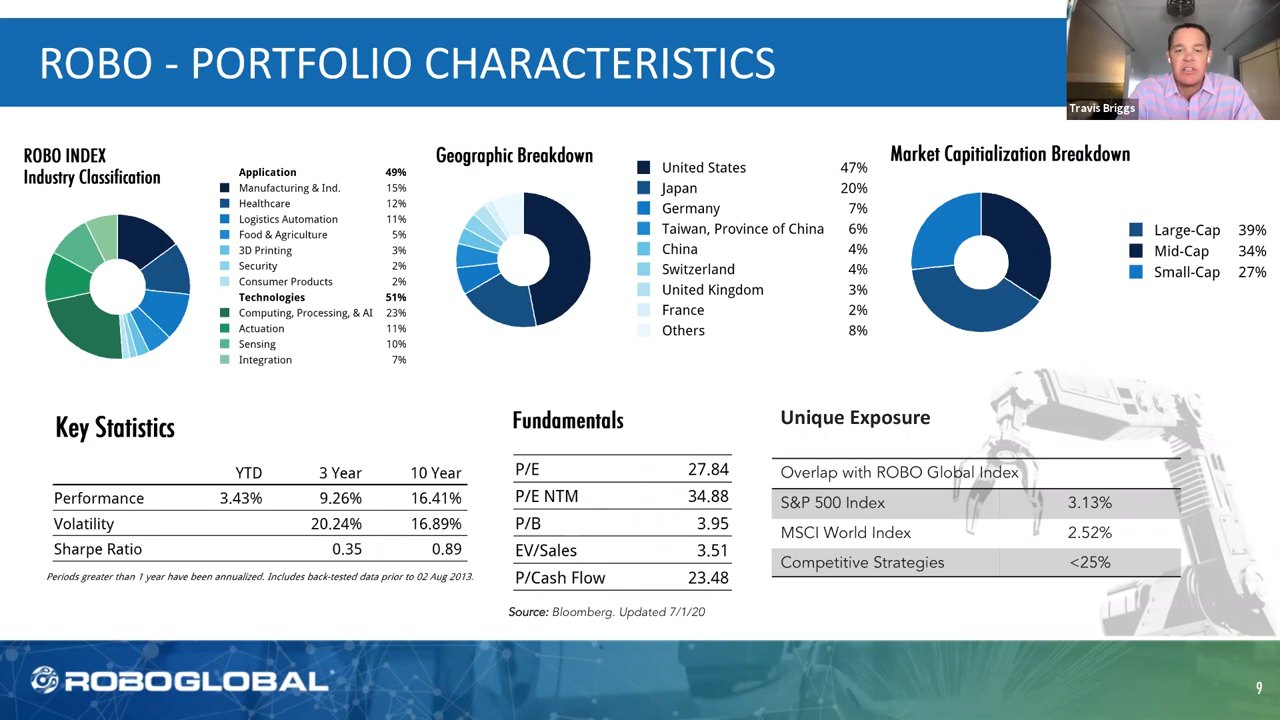 ROBO - PORTFOLIO CHARACTERISTICS
Travis Briggs
ROBO INDEX
Industry Classification
Application 49%
Manufacturing & Ind. 15%
Healthcare 12%
Logistics Automation 11%
Food & Agriculture 5%
3D Printing 3%
Security 2%
Consumer Products 2%
Technologies 51%
Computing, Processing, & AI 23%
Actuation 11%
Sensing 10%
Integration 7%
Geographic Breakdown
United States 47%
Japan 20%
Germany 7%
Taiwan, Province of China 6%
China 4%
Switzerland 4%
United Kingdom 3%
France 2%
Others 8%
Market Capitialization Breakdown
Large-Cap 39%
Mid-Cap 34%
Small-Cap 27%
Key Statistics
YTD 3 Year 10 Year
Performance 3.43% 9.26% 16.41%
Volatility 20.24% 16.89%
Sharpe Ratio 0.35 0.89
Periods greater than 1 year have been annualized. Includes back-tested data prior to 02 Aug 2013.
Fundamentals
P/E 27.84
P/E NTM 34.88
P/B 3.95
EV/Sales 3.51
P/Cash Flow 23.48
Source: Bloomberg. Updated 7/1/20
Unique Exposure
Overlap with ROBO Global Index
S&P 500 Index 3.13%
MSCI World Index 2.52%
Competitive Strategies <25%
ROBOGLOBAL
9